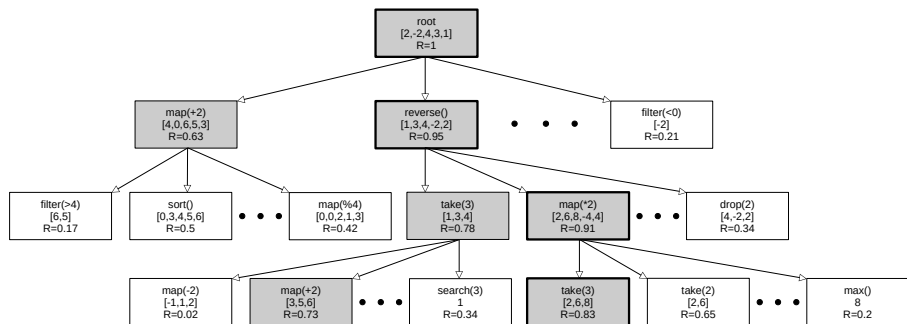 root
[2,-2,4,3,1]
R=1
map(+2)
[4,0,6,5,3]
R=0.63
reverse()
[1,3,4,-2,2]
R=0.95
filter(<0)
[-2]
R=0.21
filter(>4)
[6,5]
R=0.17
sort()
[0,3,4,5,6]
R=0.5
map(%4)
[0,0,2,1,3]
R=0.42
take(3)
[1,3,4]
R=0.78
map(*2)
[2,6,8,-4,4]
R=0.91
drop(2)
[4,-2,2]
R=0.34
map(-2)
[-1,1,2]
R=0.02
map(+2)
[3,5,6]
R=0.73
search(3)
1
R=0.34
take(3)
[2,6,8]
R=0.83
take(2)
[2,6]
R=0.65
max()
8
R=0.2